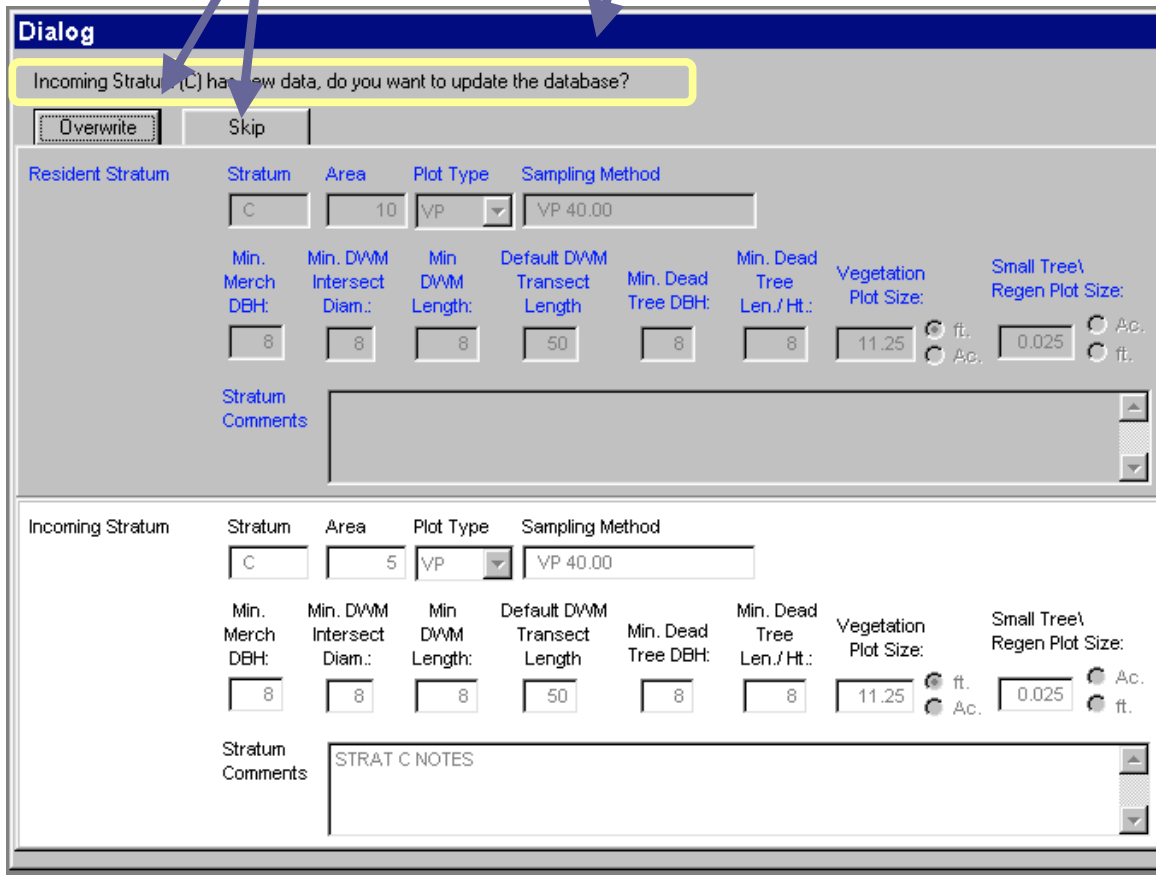 Dialog
Incoming Stratum (C) has new data, do you want to update the database?
Overwrite Skip
Resident Stratum Stratum Area Plot Type Sampling Method
C 10 VP VP 40.00
Min. Merch DBH: Min. DWM Intersect Diam.: Min DWM Length: Default DWM Transect Length Min. Dead Tree DBH: Min. Dead Tree Len./ Ht.: Vegetation Plot Size: Small Tree\ Regen Plot Size:
8 8 8 50 8 8 11.25 ft. Ac. 0.025 Ac. ft.
Stratum Comments
Incoming Stratum Stratum Area Plot Type Sampling Method
C 5 VP VP 40.00
Min. Merch DBH: Min. DWM Intersect Diam.: Min DWM Length: Default DWM Transect Length Min. Dead Tree DBH: Min. Dead Tree Len./ Ht.: Vegetation Plot Size: Small Tree\ Regen Plot Size:
8 8 8 50 8 8 11.25 ft. Ac. 0.025 Ac. ft.
Stratum Comments STRAT C NOTES